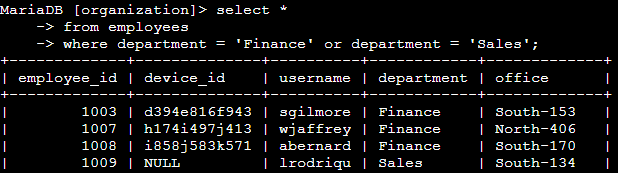 MariaDB [organization]> select *
    -> from employees
    -> where department = 'Finance' or department = 'Sales';
+-------------+--------------+----------+------------+-----------+
| employee_id | device_id    | username | department | office    |
+-------------+--------------+----------+------------+-----------+
|        1003 | d394e816f943 | sgilmore | Finance    | South-153 |
|        1007 | h174i497j413 | wjaffrey | Finance    | North-406 |
|        1008 | i858j583k571 | abernard | Finance    | South-170 |
|        1009 | NULL         | lrodriqu | Sales      | South-134 |